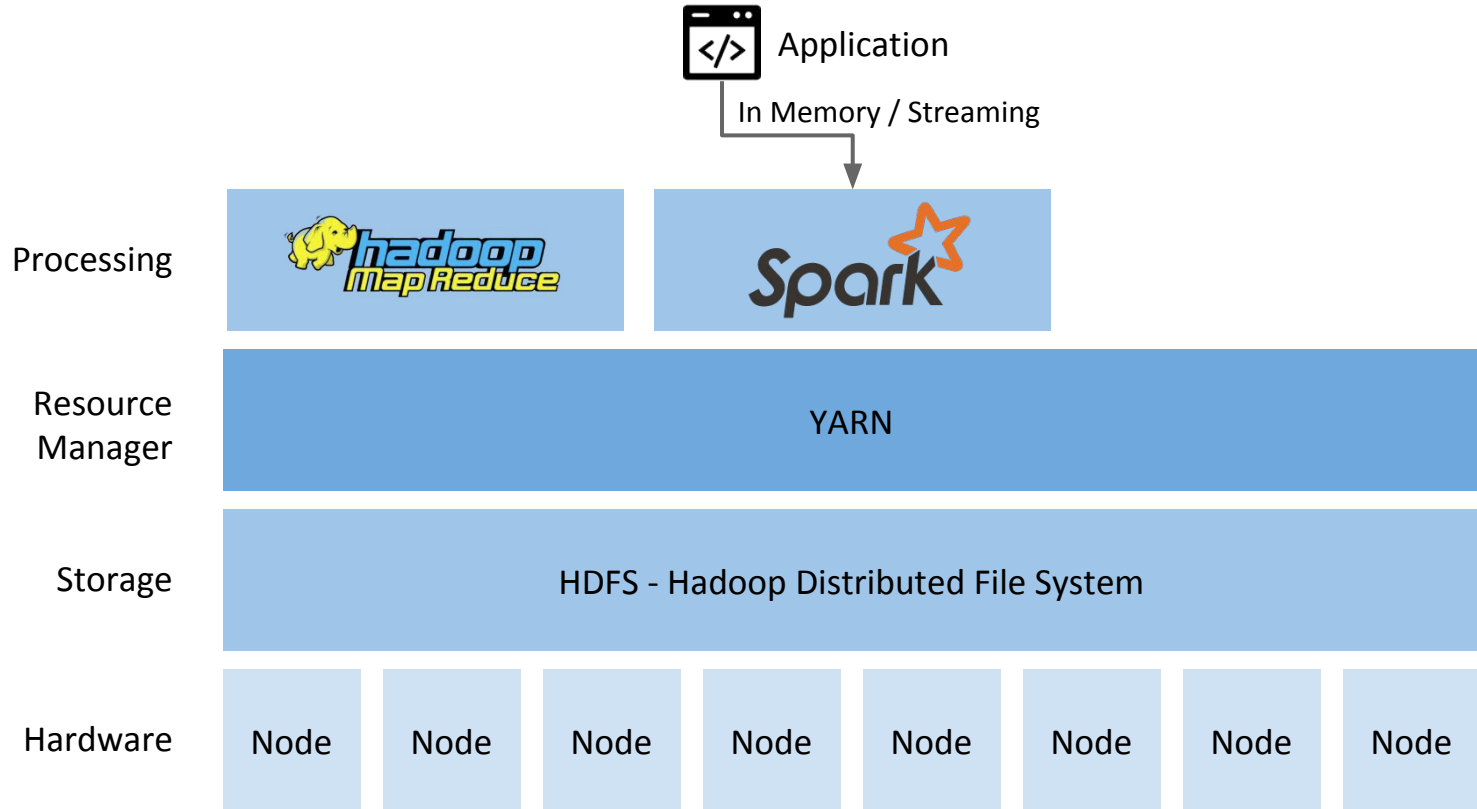 </>
Application
In Memory / Streaming
Processing
hadoop
Map Reduce
Spark
Resource
Manager
YARN
Storage
HDFS - Hadoop Distributed File System
Hardware
Node
Node
Node
Node
Node
Node
Node
Node